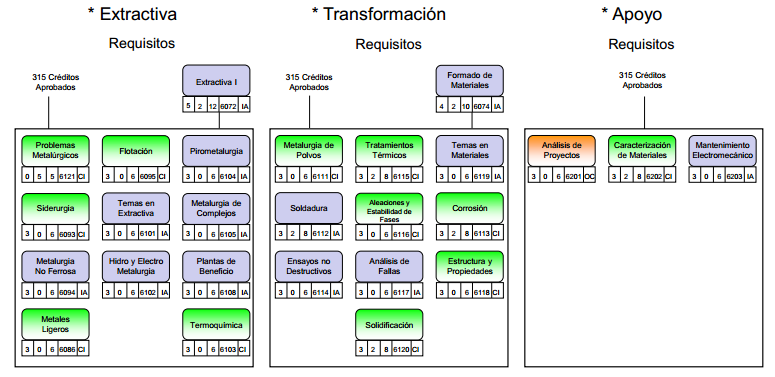 * Extractiva
Requisitos
315 Créditos
Aprobados
Extractiva I
5 2 12 6072 IA
Problemas
Metalúrgicos
0 5 5 6121 CI
Flotación
3 0 6 6095 CI
Pirometalurgia
3 0 6 6104 IA
Siderurgia
3 0 6 6093 CI
Temas en
Extractiva
3 0 6 6101 IA
Metalurgia de
Complejos
3 0 6 6105 IA
Metalurgia
No Ferrosa
3 0 6 6094 IA
Hidro y Electro
Metalurgia
3 0 6 6102 IA
Plantas de
Beneficio
3 0 6 6108 IA
Metales
Ligeros
3 0 6 6086 CI
Termoquímica
3 0 6 6103 CI
* Transformación
Requisitos
315 Créditos
Aprobados
Formado de
Materiales
4 2 10 6074 IA
Metalurgia de
Polvos
3 0 6 6111 CI
Tratamientos
Térmicos
3 2 8 6115 CI
Temas en
Materiales
3 0 6 6119 IA
Soldadura
3 2 8 6112 IA
Aleaciones y
Estabilidad de
Fases
3 0 6 6116 CI
Corrosión
3 2 8 6113 CI
Ensayos no
Destructivos
3 0 6 6114 IA
Análisis de
Fallas
3 0 6 6117 IA
Estructura y
Propiedades
3 0 6 6118 CI
Solidificación
3 2 8 6120 CI
* Apoyo
Requisitos
315 Créditos
Aprobados
Análisis de
Proyectos
3 0 6 6201 OC
Caracterización
de Materiales
3 2 8 6202 CI
Mantenimiento
Electromecánico
3 0 6 6203 IA